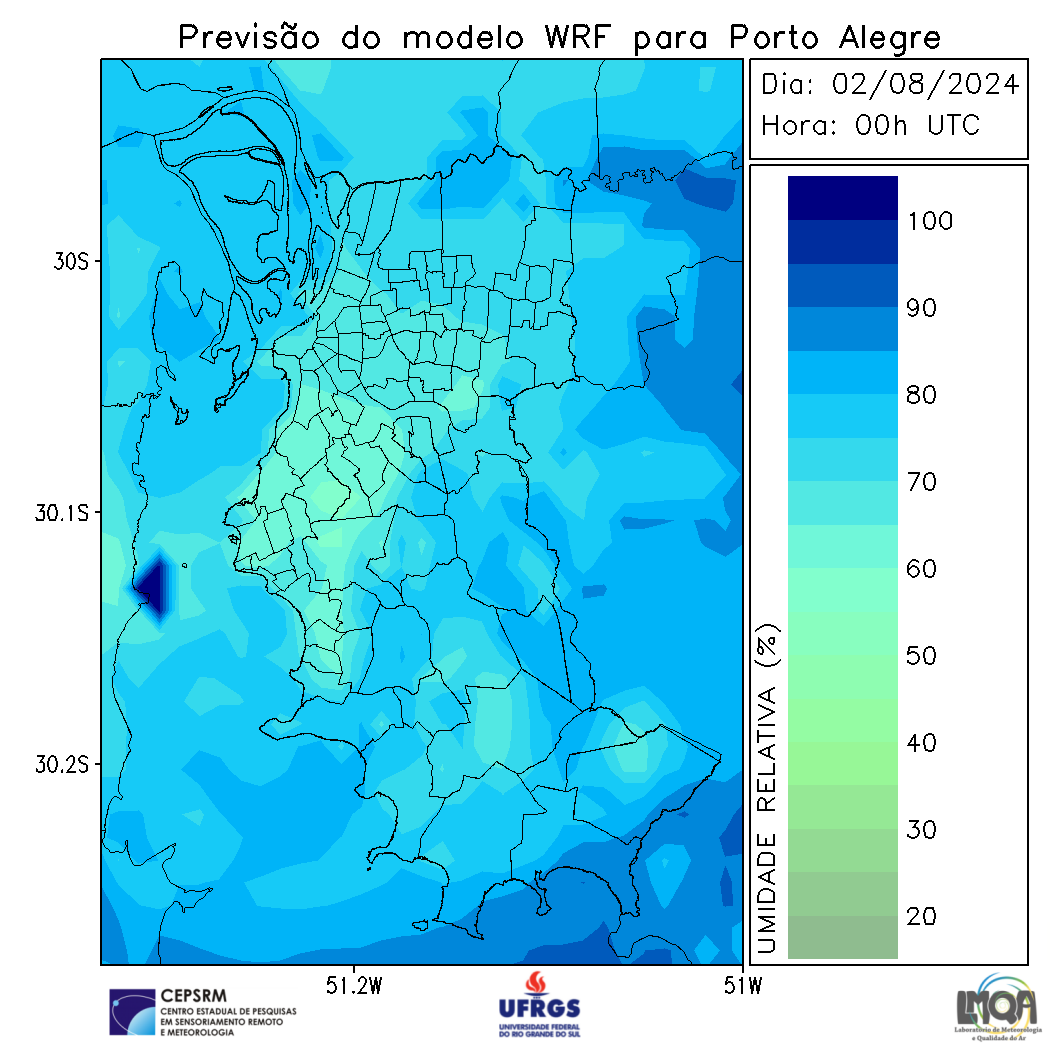 Previsão do modelo WRF para Porto Alegre
Dia: 02/08/2024
Hora: 00h UTC
30S
30.1S
30.2S
51.2W
51W
100
90
80
70
60
50
40
30
20
UMIDADE RELATIVA (%)
CEPSRM
CENTRO ESTADUAL DE PESQUISAS
EM SENSORIAMENTO REMOTO
E METEOROLOGIA
UFRGS
UNIVERSIDADE FEDERAL
DO RIO GRANDE DO SUL
LMQA
Laboratório de Meteorologia
e Qualidade do Ar